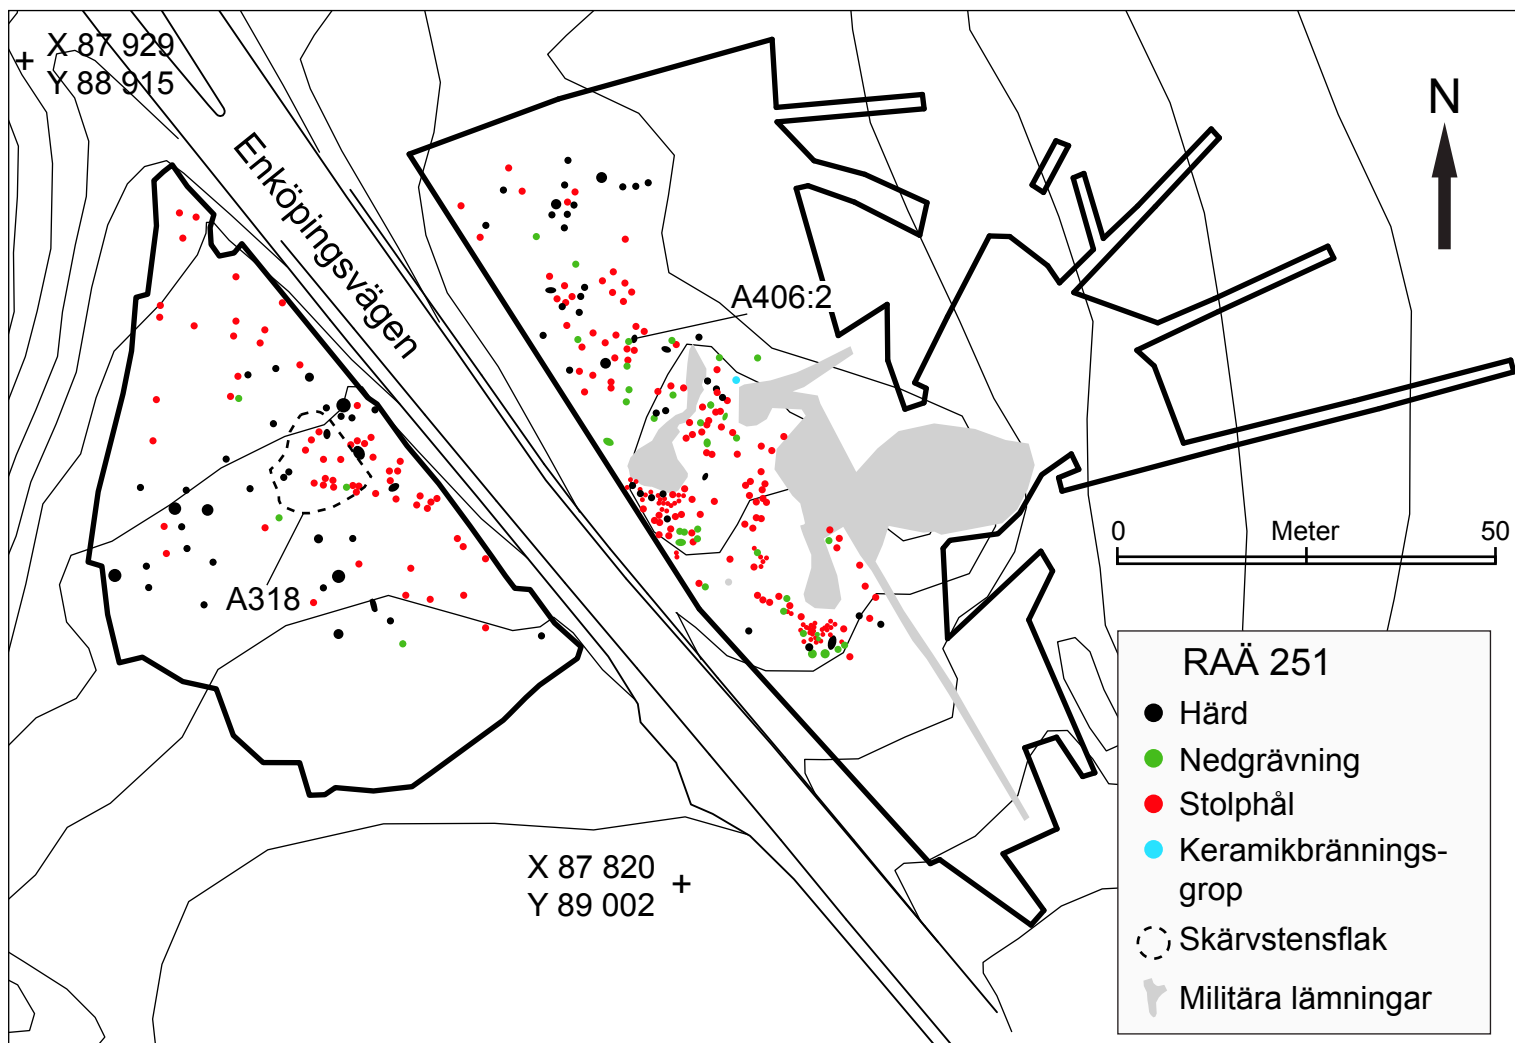 X 87 929
Y 88 915
Enköpingsvägen
N
A406:2
A318
0 Meter 50
X 87 820
Y 89 002
RAÄ 251
Härd
Nedgrävning
Stolphål
Keramikbrännings-
grop
Skärvstensflak
Militära lämningar